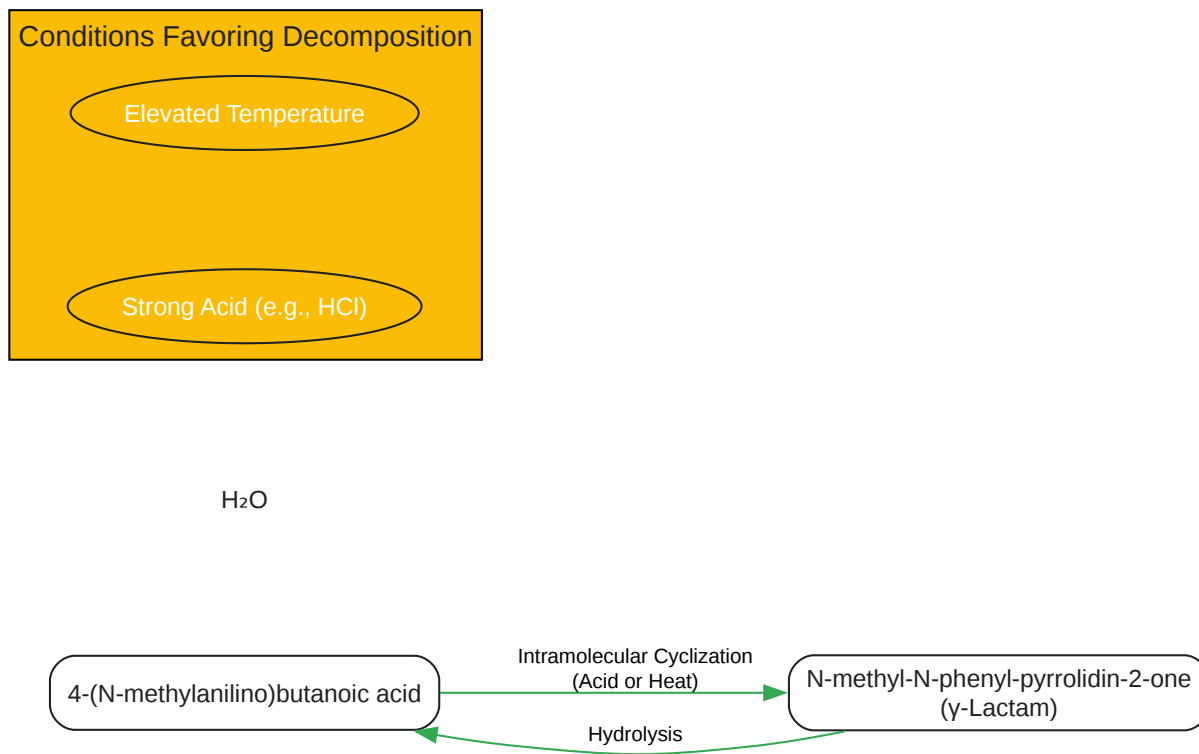 Conditions Favoring Decomposition
Elevated Temperature
Strong Acid (e.g., HCl)
H₂O
Intramolecular Cyclization
(Acid or Heat)
4-(N-methylanilino)butanoic acid
N-methyl-N-phenyl-pyrrolidin-2-one
(γ-Lactam)
Hydrolysis